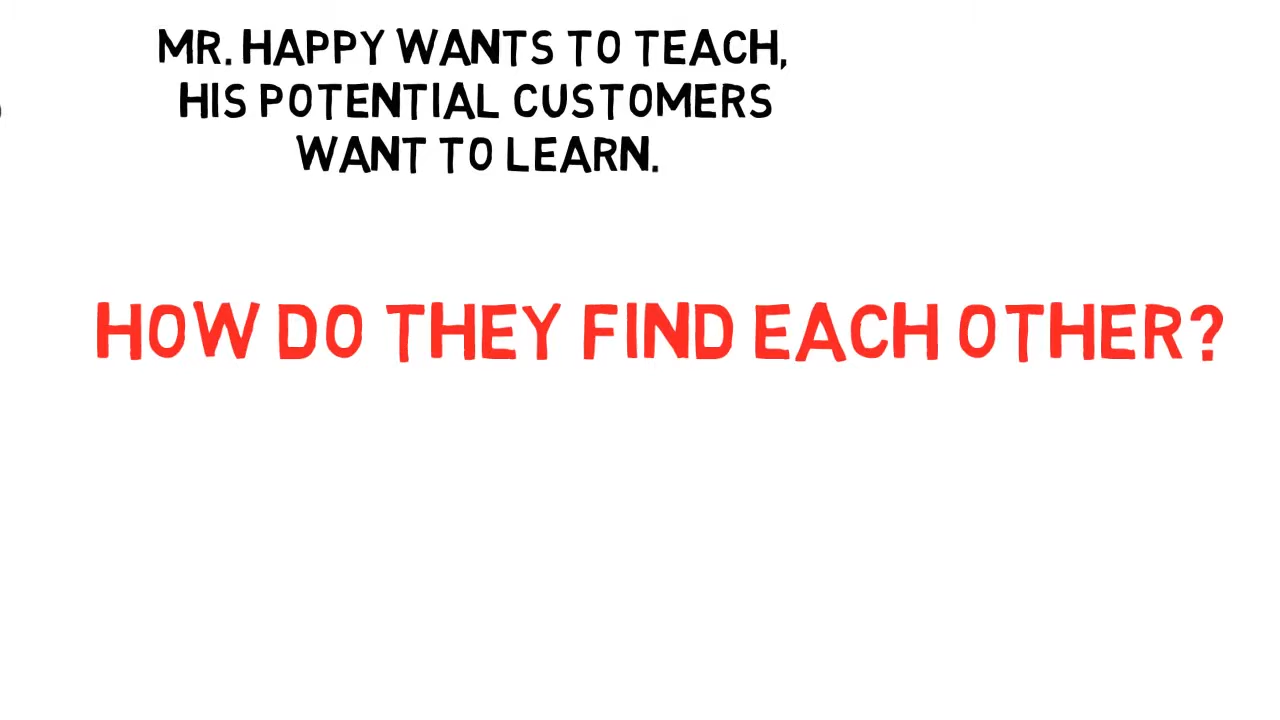 MR. HAPPY WANTS TO TEACH,
HIS POTENTIAL CUSTOMERS
WANT TO LEARN.
HOW DO THEY FIND EACH OTHER?